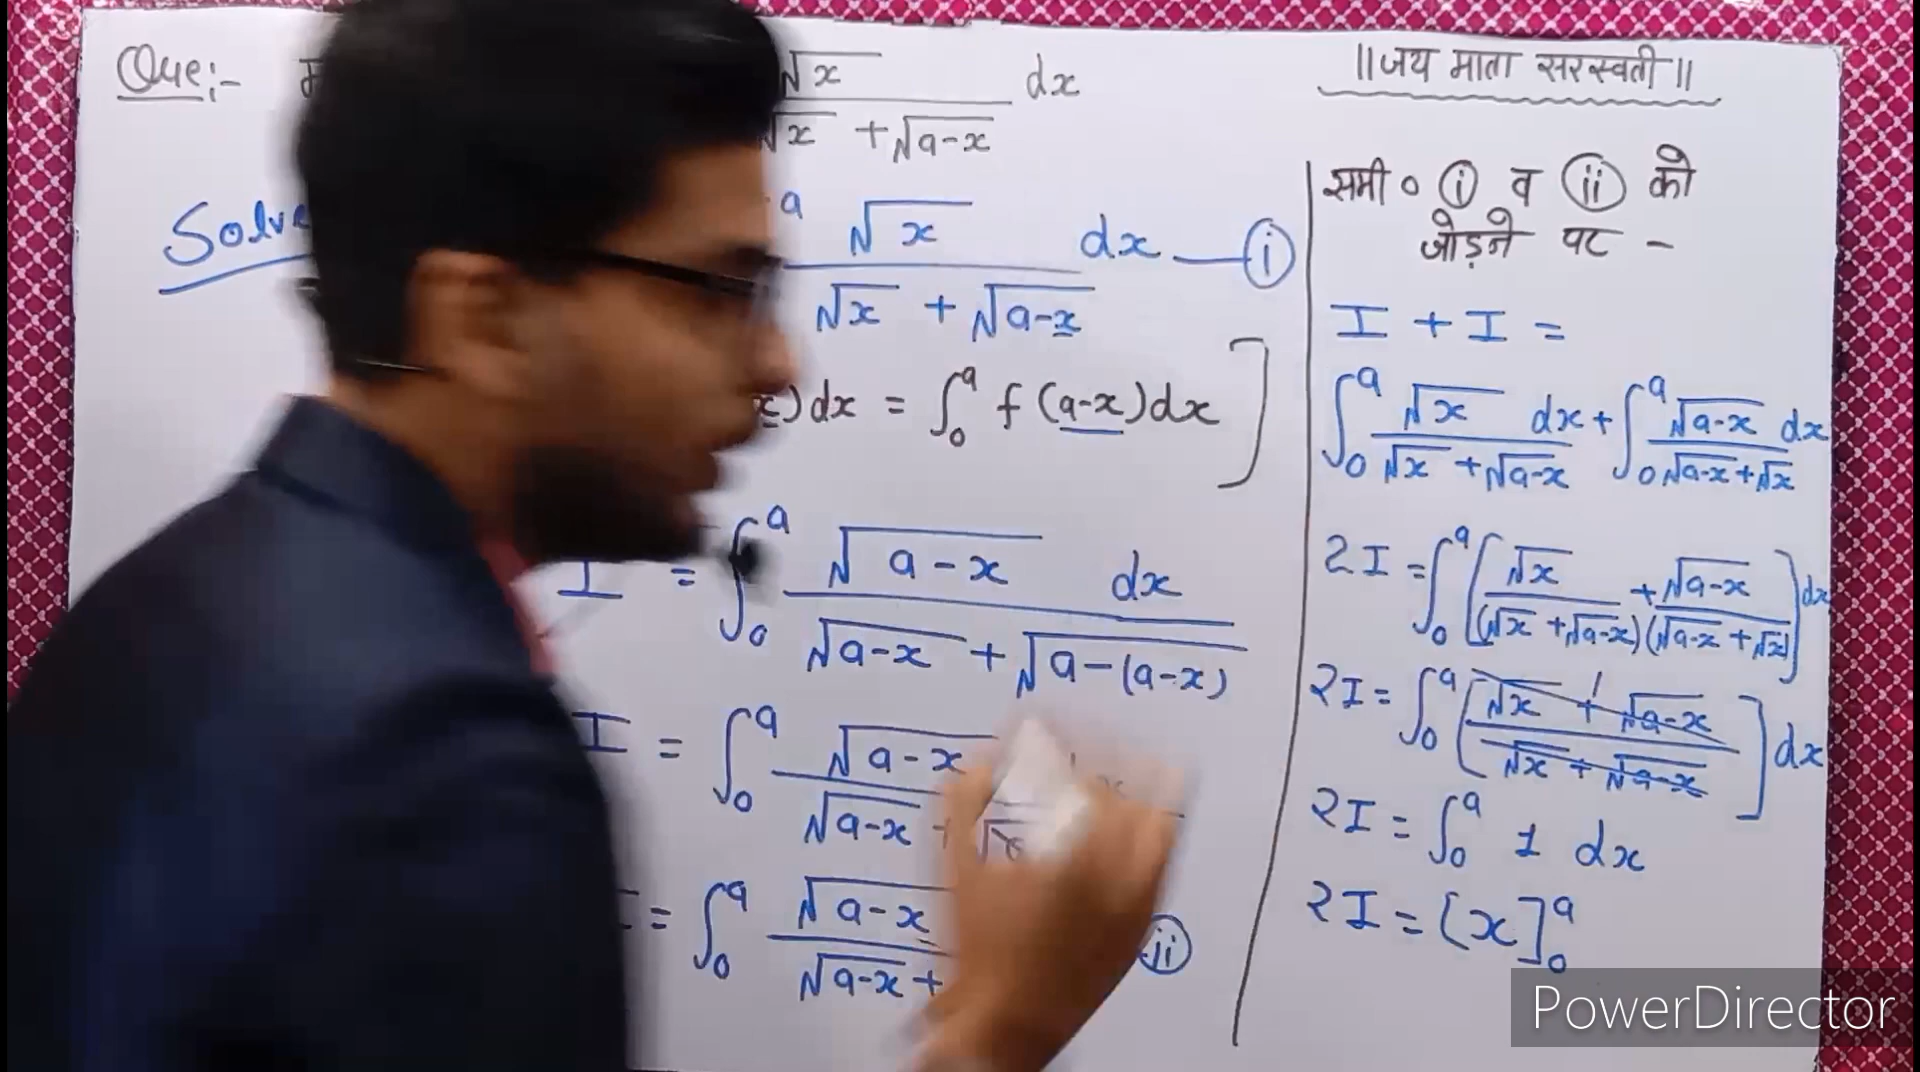 Que:- √x dx
√x + √a-x
Solve
a √x dx — (i)
√x + √a-x
x) dx = ∫₀ᵃ f (a-x) dx ]
I = ∫₀ᵃ √a-x dx
√a-x + √a-(a-x)
I = ∫₀ᵃ √a-x
√a-x +
= ∫₀ᵃ √a-x (ii)
√a-x +
॥जय माता सरस्वती॥
समी० (i) व (ii) को
जोड़ने पर -
I + I =
∫₀ᵃ √x dx + ∫₀ᵃ √a-x dx
√x + √a-x √a-x + √x
2I = ∫₀ᵃ [ √x + √a-x ] dx
(√x + √a-x) (√a-x + √x)
2I = ∫₀ᵃ [ √x + √a-x 1 ] dx
√x + √a-x
2I = ∫₀ᵃ 1 dx
2I = [x]₀ᵃ
PowerDirector